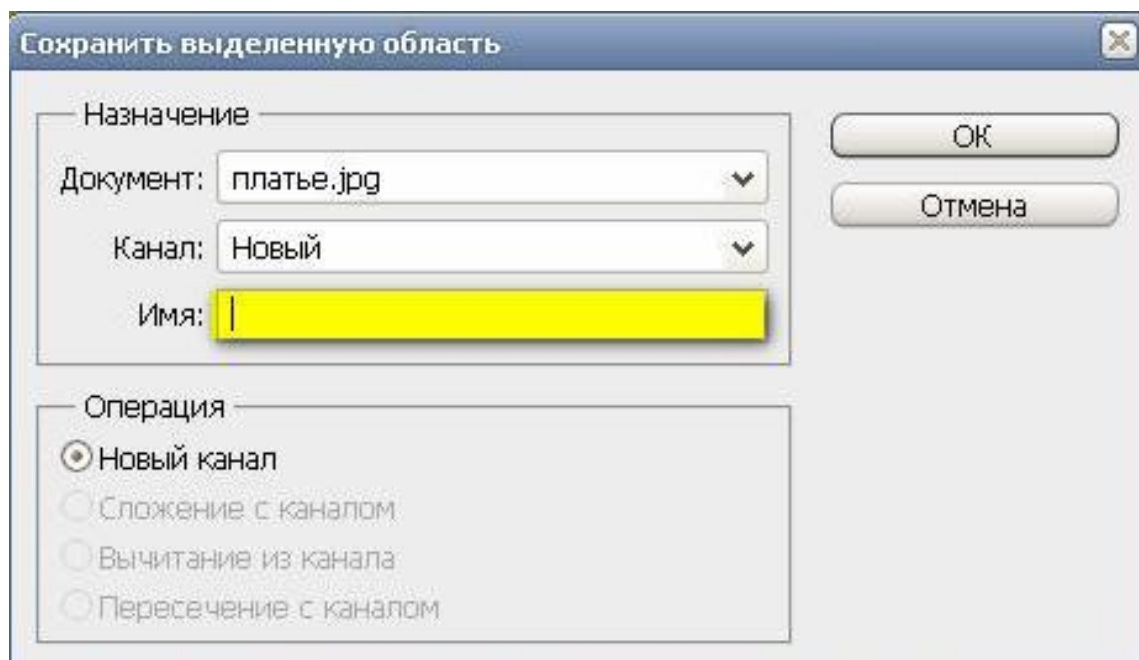 Сохранить выделенную область
Назначение
Документ: платье.jpg
Канал: Новый
Имя:
ОК
Отмена
Операция
Новый канал
Сложение с каналом
Вычитание из канала
Пересечение с каналом